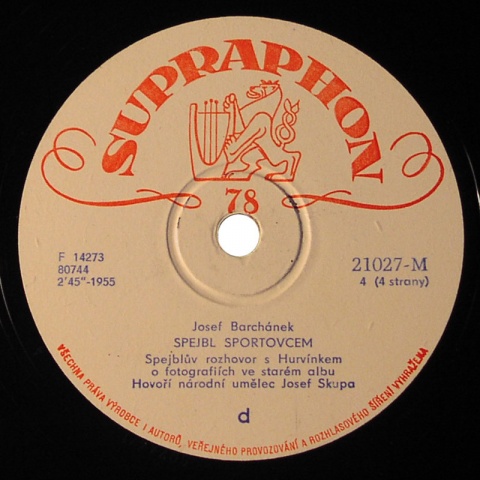 SUPRAPHON
78
F 14273
80744
2'45"-1955
21027-M
4 (4 strany)
Josef Barchánek
SPEJBL SPORTOVCEM
Spejblův rozhovor s Hurvínkem
o fotografiích ve starém albu
Hovoří národní umělec Josef Skupa
d
VŠECHNA PRÁVA VÝROBCE I AUTORŮ, VEŘEJNÉHO PROVOZOVÁNÍ A ROZHLASOVÉHO ŠÍŘENÍ VYHRAŽENA